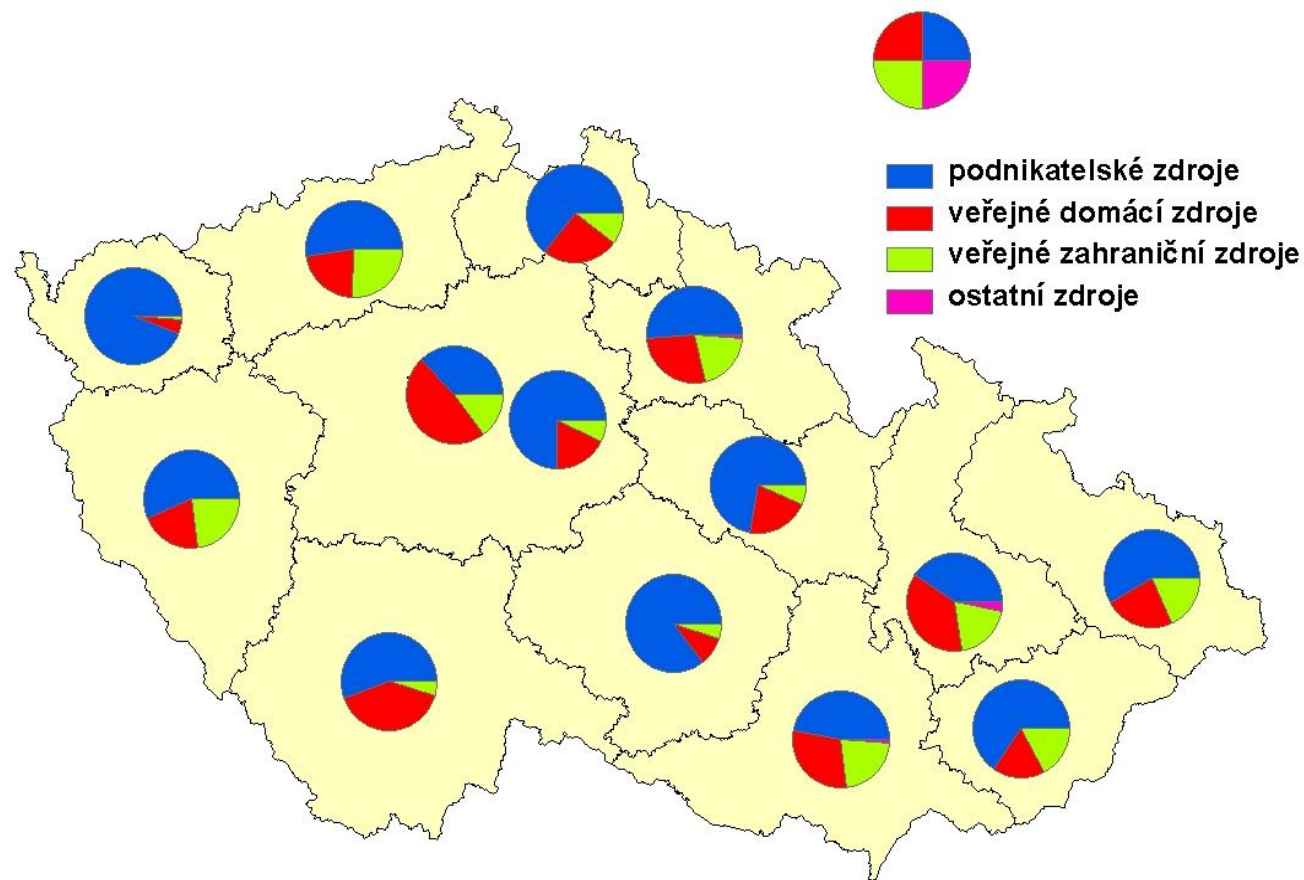 podnikatelské zdroje
veřejné domácí zdroje
veřejné zahraniční zdroje
ostatní zdroje